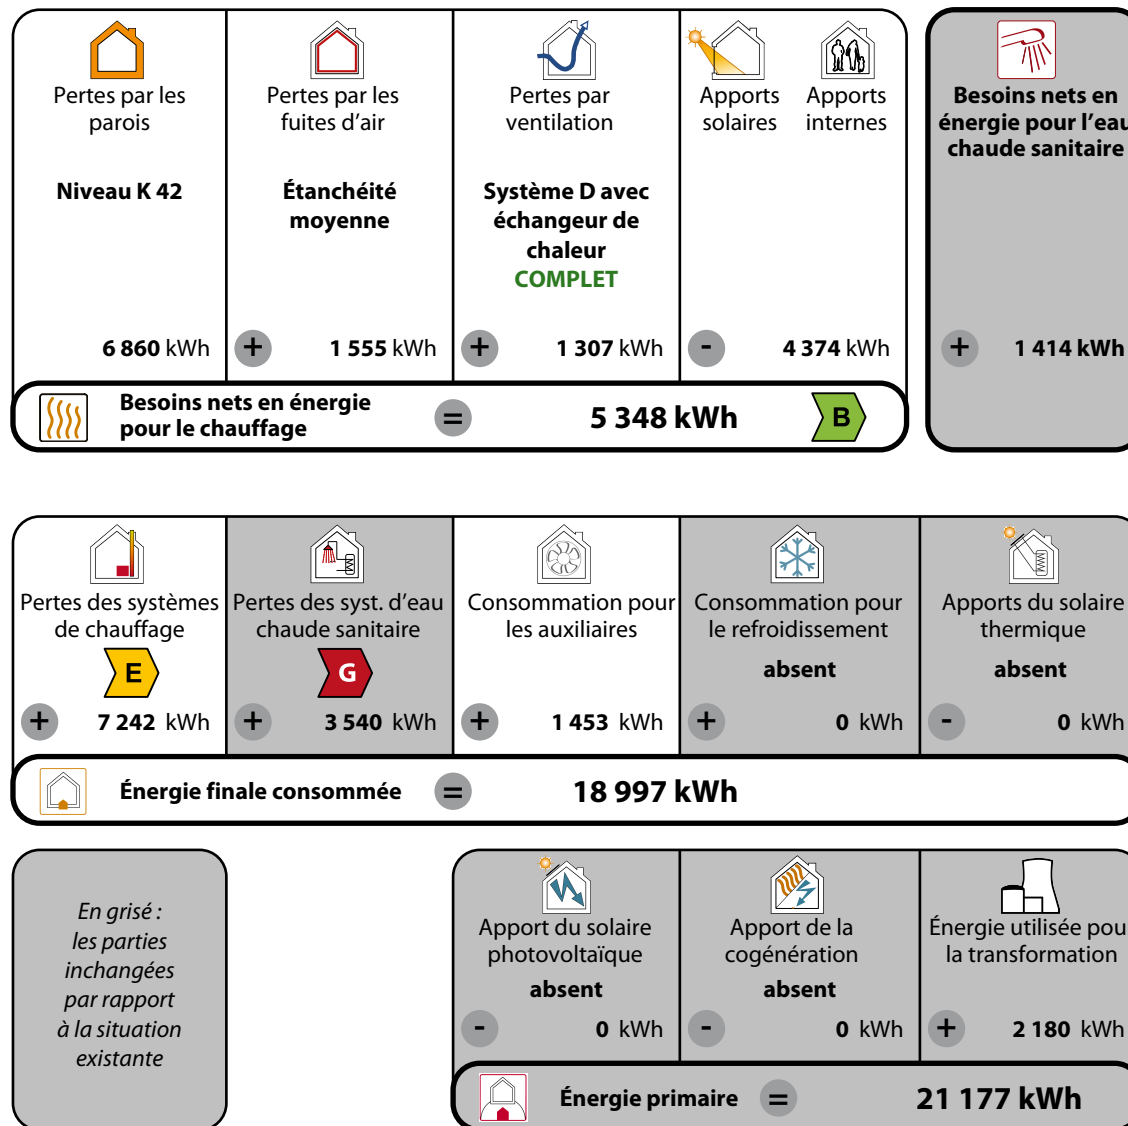 Pertes par les
parois
Niveau K 42
6 860 kWh
Pertes par les
fuites d'air
Étanchéité
moyenne
+ 1 555 kWh
Pertes par
ventilation
Système D avec
échangeur de
chaleur
COMPLET
+ 1 307 kWh
Apports
solaires
Apports
internes
- 4 374 kWh
Besoins nets en énergie
pour le chauffage
= 5 348 kWh B
Besoins nets en
énergie pour l'eau
chaude sanitaire
+ 1 414 kWh
Pertes des systèmes
de chauffage
E
+ 7 242 kWh
Pertes des syst. d'eau
chaude sanitaire
G
+ 3 540 kWh
Consommation pour
les auxiliaires
+ 1 453 kWh
Consommation pour
le refroidissement
absent
+ 0 kWh
Apports du solaire
thermique
absent
- 0 kWh
Énergie finale consommée = 18 997 kWh
En grisé :
les parties
inchangées
par rapport
à la situation
existante
Apport du solaire
photovoltaïque
absent
- 0 kWh
Apport de la
cogénération
absent
- 0 kWh
Énergie utilisée pou
la transformation
+ 2 180 kWh
Énergie primaire = 21 177 kWh